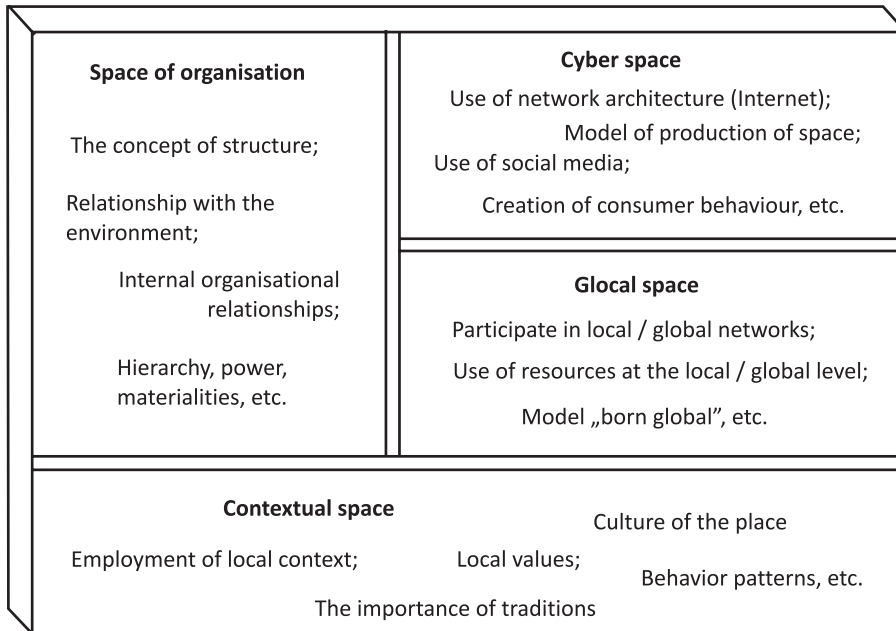 Space of organisation
The concept of structure;
Relationship with the
environment;
Internal organisational
relationships;
Hierarchy, power,
materialities, etc.
Cyber space
Use of network architecture (Internet);
Model of production of space;
Use of social media;
Creation of consumer behaviour, etc.
Glocal space
Participate in local / global networks;
Use of resources at the local / global level;
Model „born global”, etc.
Contextual space
Culture of the place
Employment of local context;
Local values;
Behavior patterns, etc.
The importance of traditions